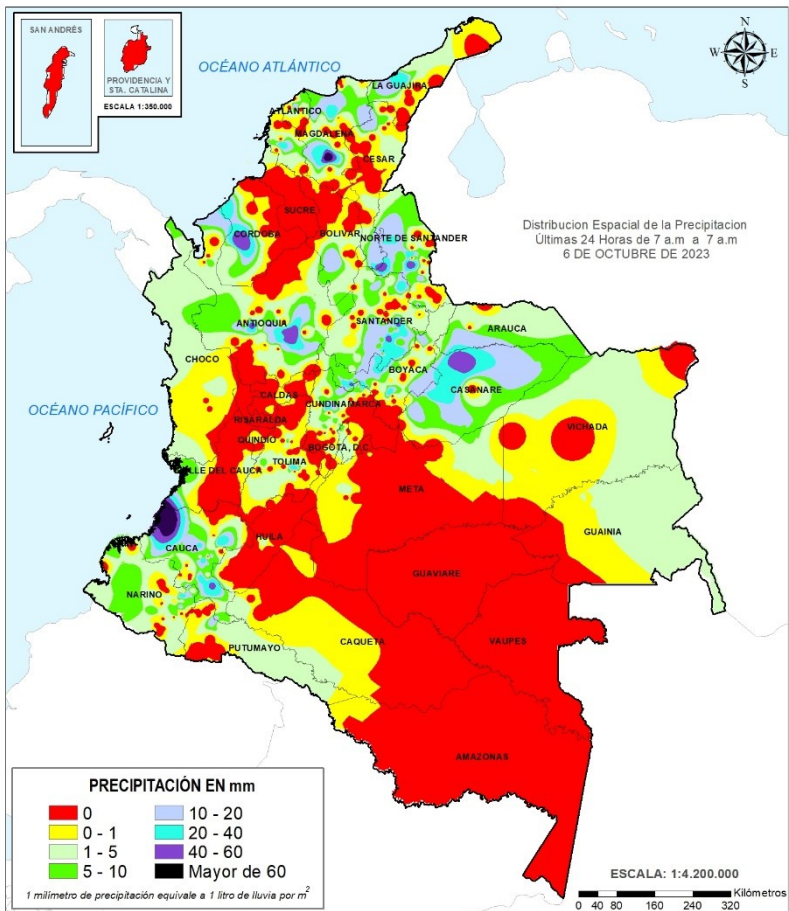 SAN ANDRÉS
PROVIDENCIA Y
STA. CATALINA
ESCALA 1:350.000
N
W
E
S
OCÉANO ATLÁNTICO
LA GUAJIRA
ATLÁNTICO
MAGDALENA
CESAR
SUCRE
CORDOBA
BOLIVAR
NORTE DE SANTANDER
Distribucion Espacial de la Precipitacion
Últimas 24 Horas de 7 a.m a 7 a.m
6 DE OCTUBRE DE 2023
ANTIOQUIA
SANTANDER
ARAUCA
CHOCO
BOYACA
CASANARE
CALDAS
CUNDINAMARCA
OCÉANO PACÍFICO
RISARALDA
VICHADA
QUINDIO
BOGOTÁ, D.C.
TOLIMA
LLE DEL CAUCA
META
GUAINIA
HUILA
CAUCA
GUAVIARE
NARIÑO
CAQUETA
VAUPES
PUTUMAYO
AMAZONAS
PRECIPITACIÓN EN mm
0
10 - 20
0 - 1
20 - 40
1 - 5
40 - 60
5 - 10
Mayor de 60
1 milímetro de precipitación equivale a 1 litro de lluvia por m2
ESCALA: 1:4.200.000
Kilómetros
0 40 80 160 240 320